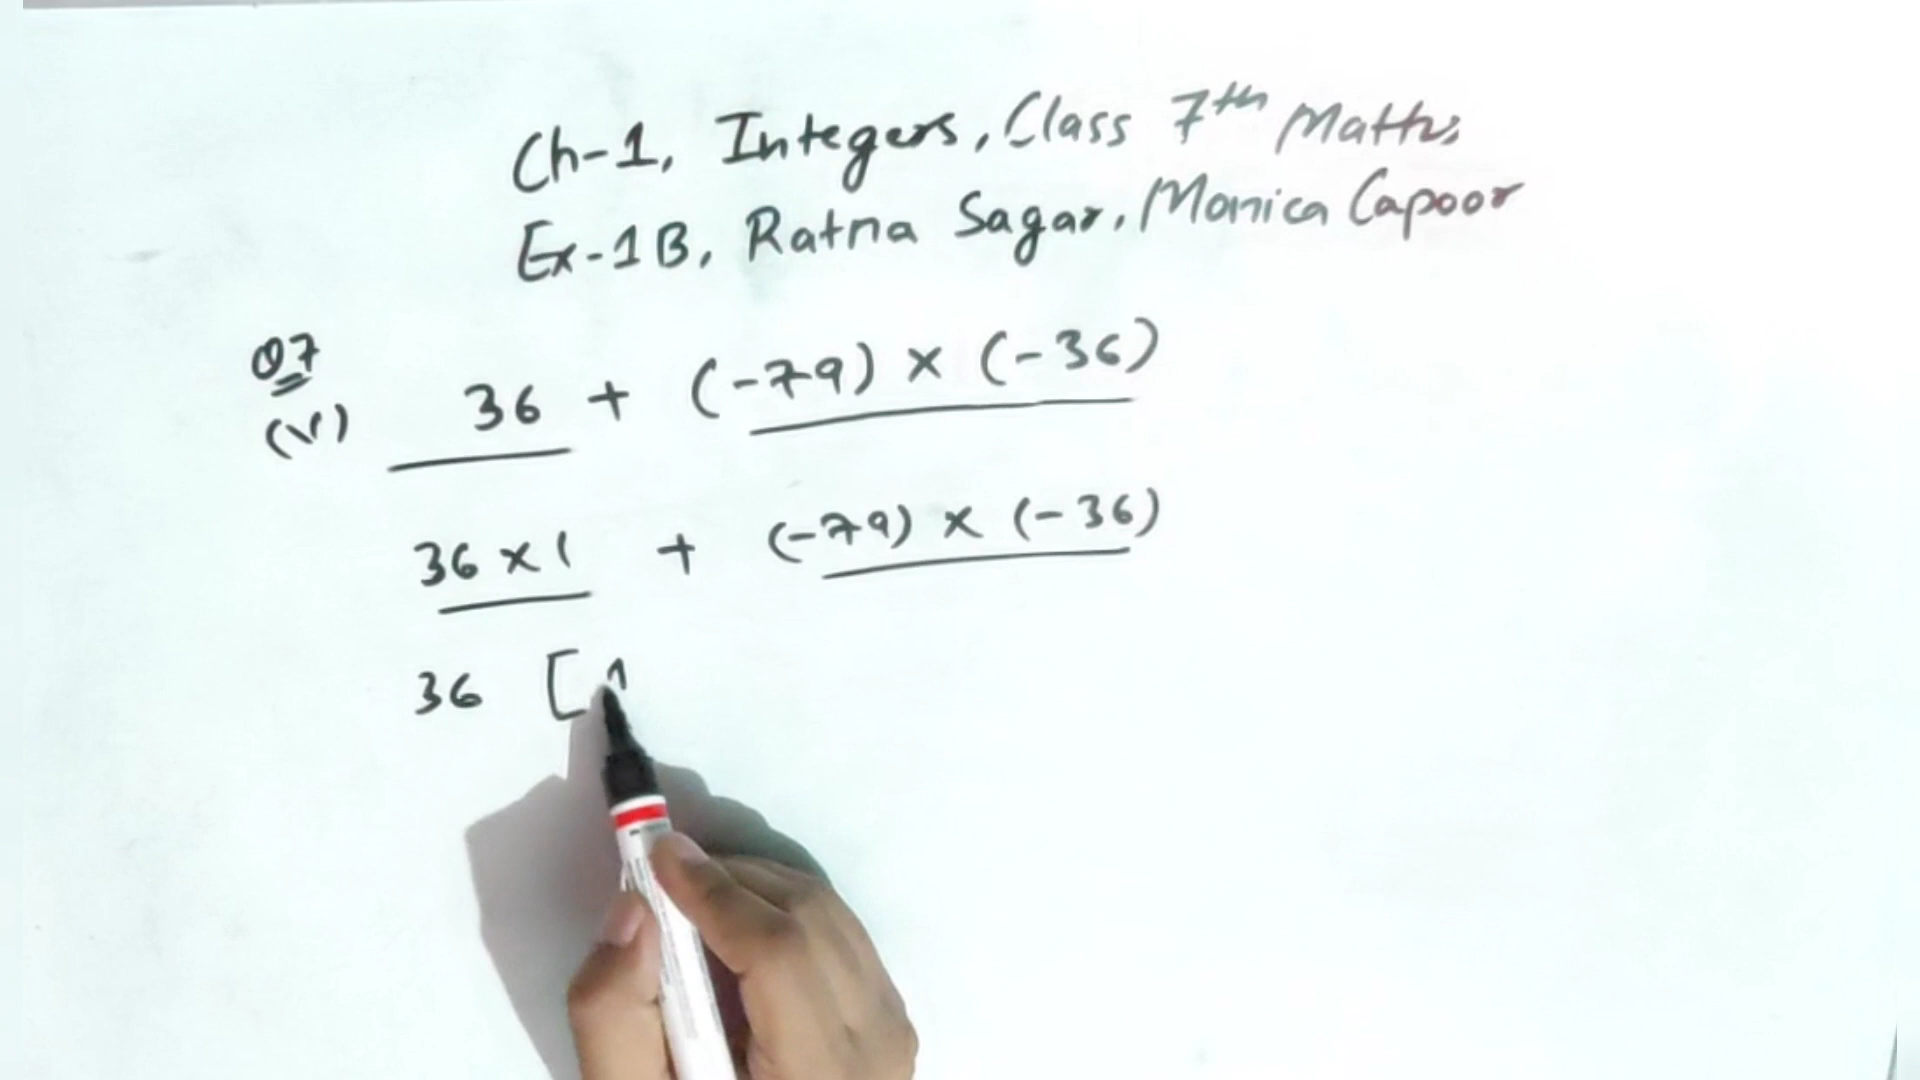 Ch-1, Integers, Class 7th Maths,
Ex-1B, Ratna Sagar, Monica Capoor
Q7
(v) 36 + (-79) × (-36)
36 × 1 + (-79) × (-36)
36 [1